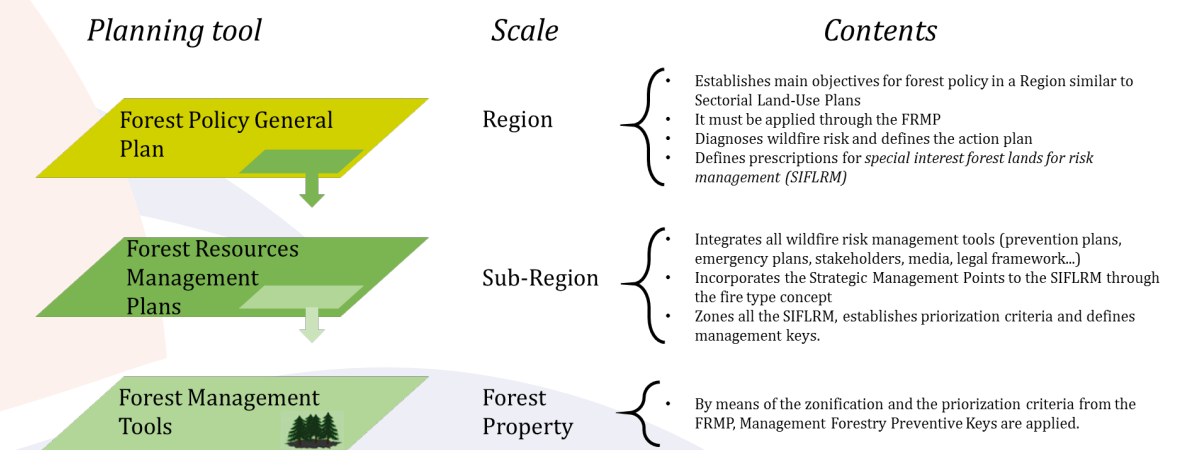 Planning tool
Scale
Contents
Forest Policy General
Plan
Region
• Establishes main objectives for forest policy in a Region similar to
Sectorial Land-Use Plans
• It must be applied through the FRMP
• Diagnoses wildfire risk and defines the action plan
• Defines prescriptions for special interest forest lands for risk
management (SIFLRM)
Forest Resources
Management
Plans
Sub-Region
• Integrates all wildfire risk management tools (prevention plans,
emergency plans, stakeholders, media, legal framework...)
• Incorporates the Strategic Management Points to the SIFLRM through
the fire type concept
• Zones all the SIFLRM, establishes priorization criteria and defines
management keys.
Forest Management
Tools
Forest
Property
• By means of the zonification and the priorization criteria from the
FRMP, Management Forestry Preventive Keys are applied.